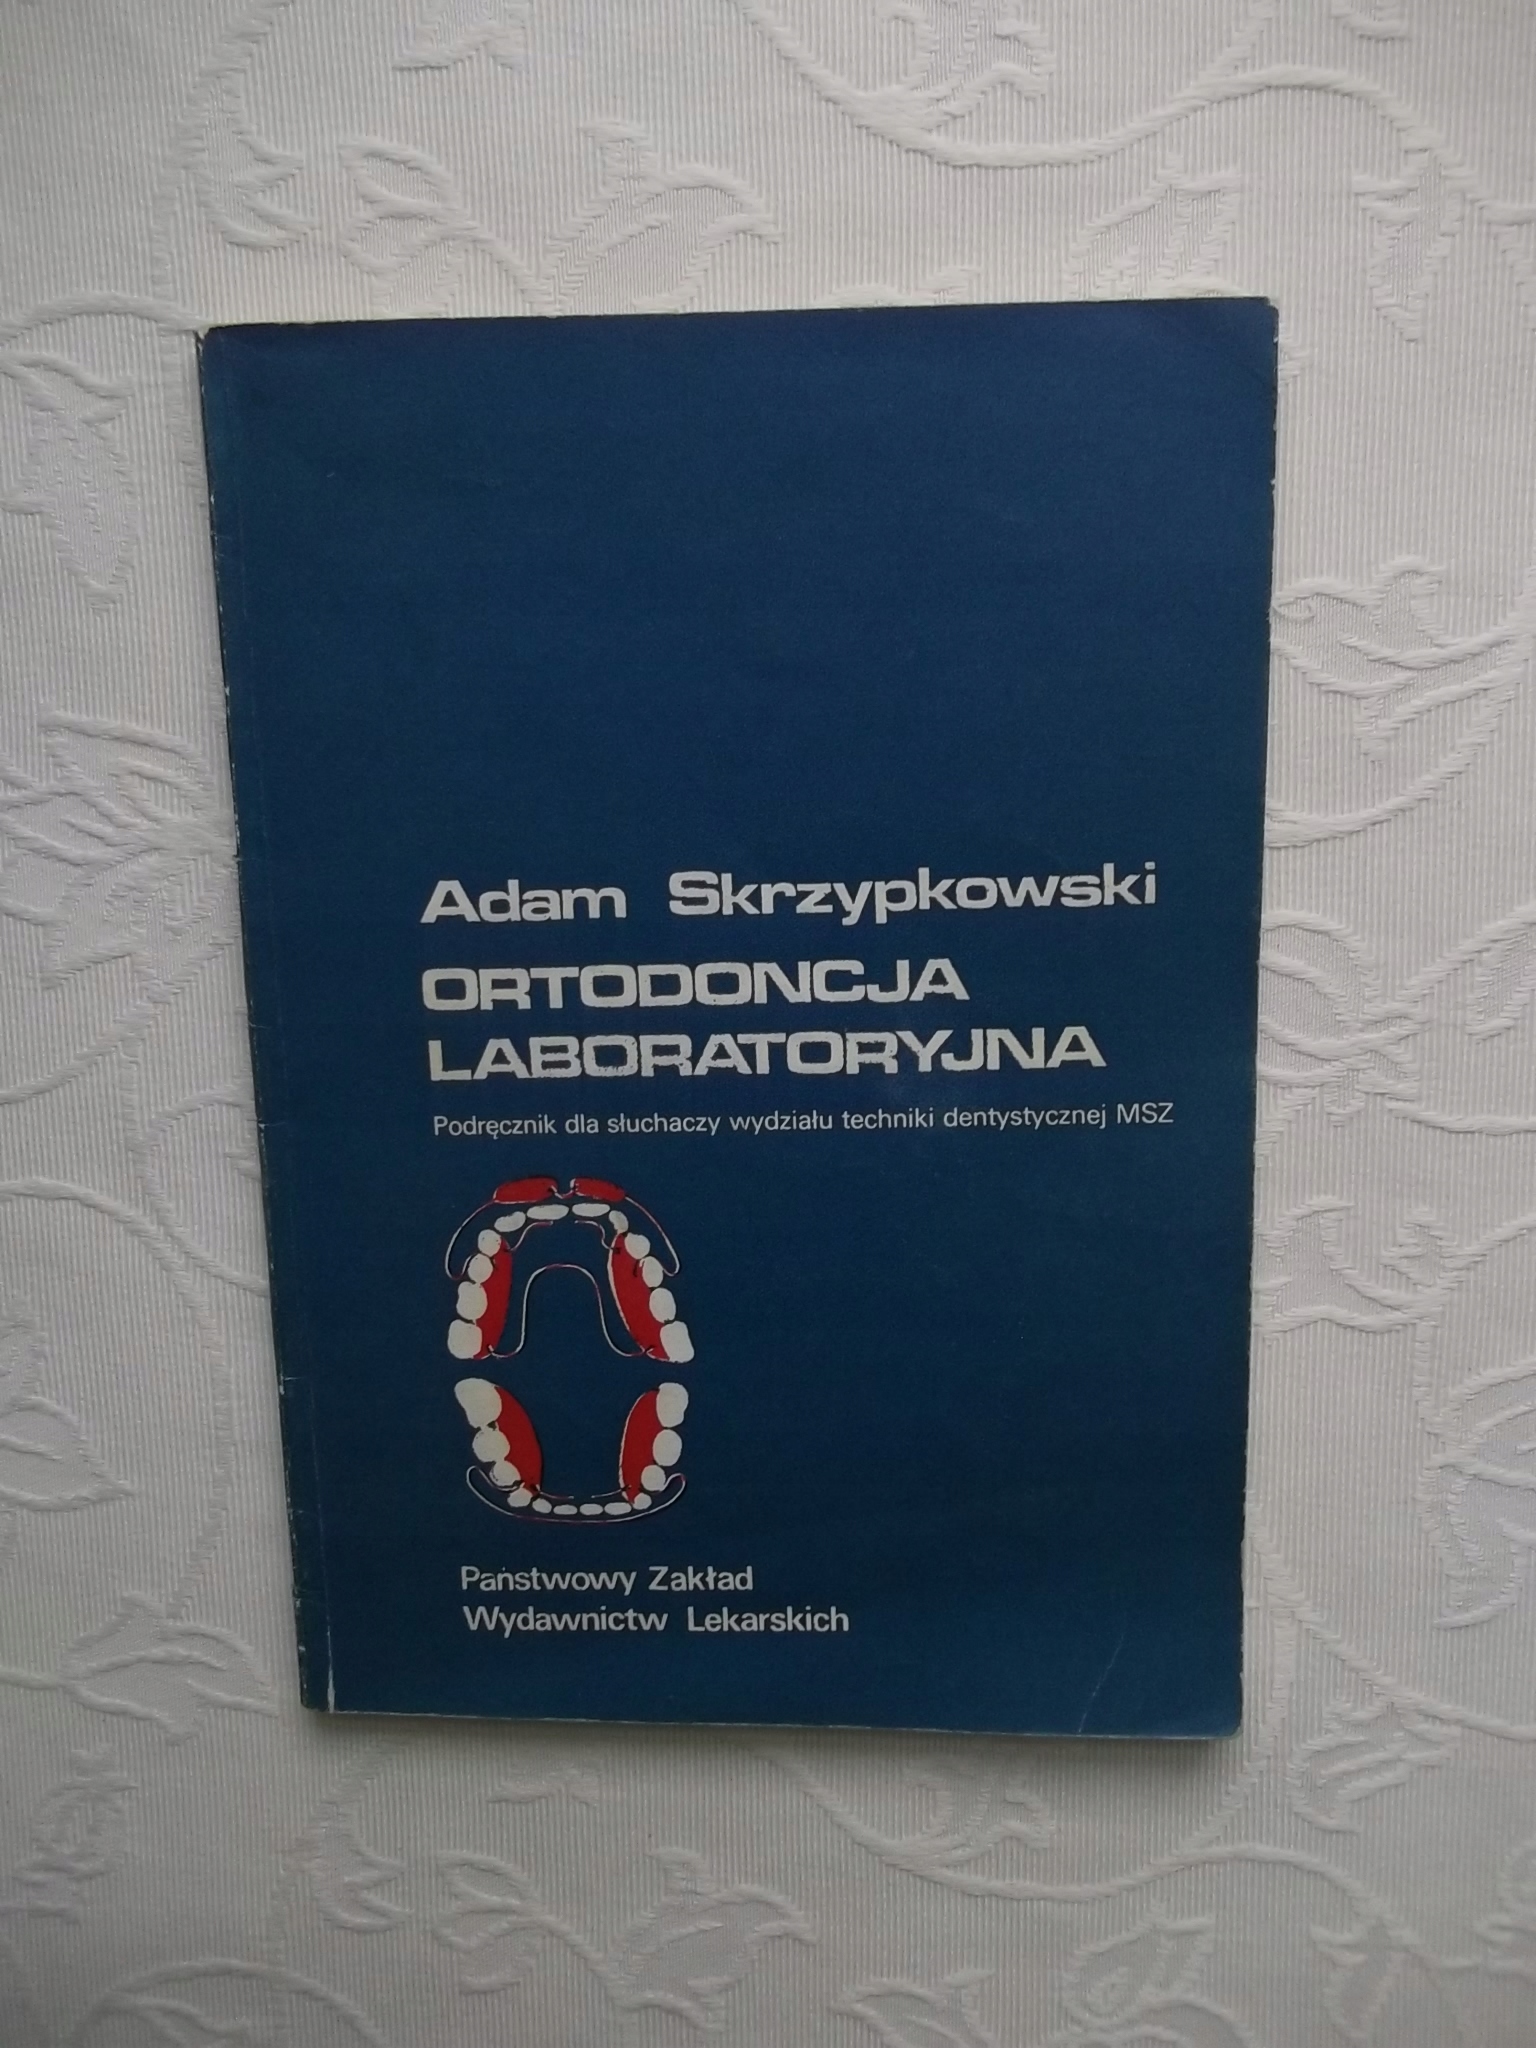 Adam Skrzypkowski
ORTODONCJA
LABORATORYJNA
Podręcznik dla słuchaczy wydziału techniki dentystycznej MSZ
Państwowy Zakład
Wydawnictw Lekarskich